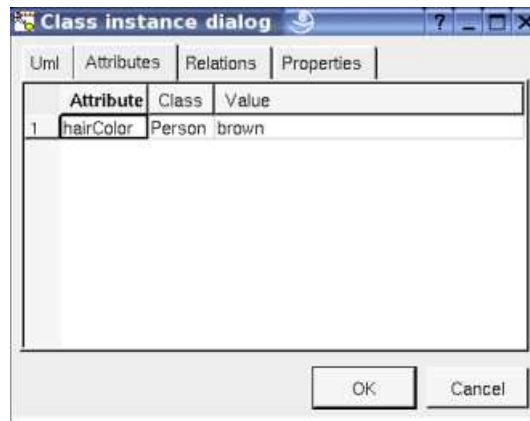 Class instance dialog ? _
Uml Attributes Relations Properties
Attribute Class Value
1 hairColor Person brown
OK Cancel